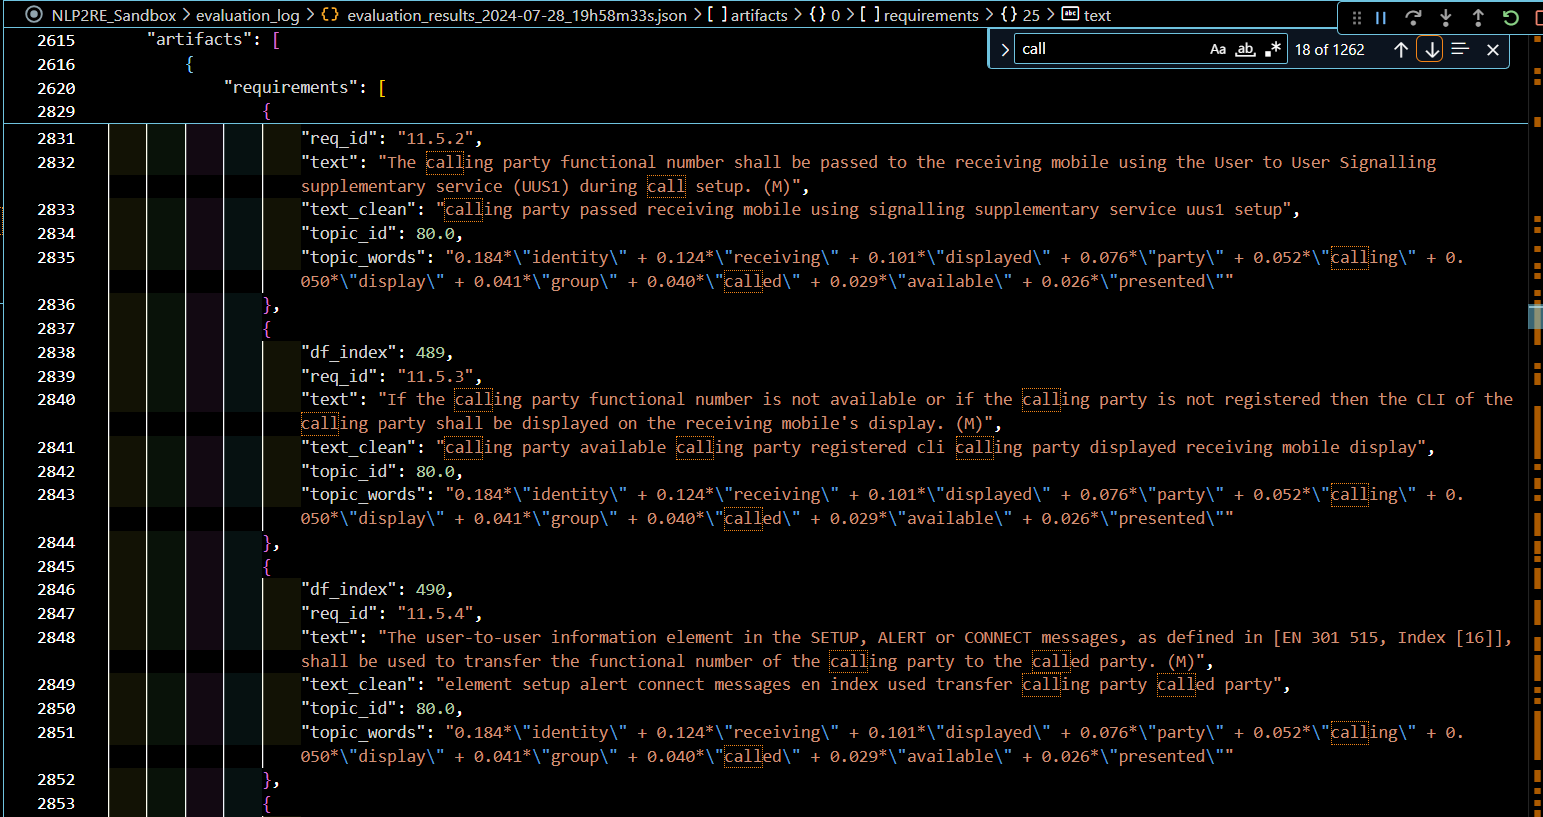 NLP2RE_Sandbox > evaluation_log > {} evaluation_results_2024-07-28_19h58m33s.json > [ ] artifacts > {} 0 > [ ] requirements > {} 25 > abc text
call Aa ab 18 of 1262
2615 "artifacts": [
2616 {
2620 "requirements": [
2829 {
2831 "req_id": "11.5.2",
2832 "text": "The calling party functional number shall be passed to the receiving mobile using the User to User Signalling
supplementary service (UUS1) during call setup. (M)",
2833 "text_clean": "calling party passed receiving mobile using signalling supplementary service uus1 setup",
2834 "topic_id": 80.0,
2835 "topic_words": "0.184*\"identity\" + 0.124*\"receiving\" + 0.101*\"displayed\" + 0.076*\"party\" + 0.052*\"calling\" + 0.
050*\"display\" + 0.041*\"group\" + 0.040*\"called\" + 0.029*\"available\" + 0.026*\"presented\""
2836 },
2837 {
2838 "df_index": 489,
2839 "req_id": "11.5.3",
2840 "text": "If the calling party functional number is not available or if the calling party is not registered then the CLI of the
calling party shall be displayed on the receiving mobile's display. (M)",
2841 "text_clean": "calling party available calling party registered cli calling party displayed receiving mobile display",
2842 "topic_id": 80.0,
2843 "topic_words": "0.184*\"identity\" + 0.124*\"receiving\" + 0.101*\"displayed\" + 0.076*\"party\" + 0.052*\"calling\" + 0.
050*\"display\" + 0.041*\"group\" + 0.040*\"called\" + 0.029*\"available\" + 0.026*\"presented\""
2844 },
2845 {
2846 "df_index": 490,
2847 "req_id": "11.5.4",
2848 "text": "The user-to-user information element in the SETUP, ALERT or CONNECT messages, as defined in [EN 301 515, Index [16]],
shall be used to transfer the functional number of the calling party to the called party. (M)",
2849 "text_clean": "element setup alert connect messages en index used transfer calling party called party",
2850 "topic_id": 80.0,
2851 "topic_words": "0.184*\"identity\" + 0.124*\"receiving\" + 0.101*\"displayed\" + 0.076*\"party\" + 0.052*\"calling\" + 0.
050*\"display\" + 0.041*\"group\" + 0.040*\"called\" + 0.029*\"available\" + 0.026*\"presented\""
2852 },
2853 {